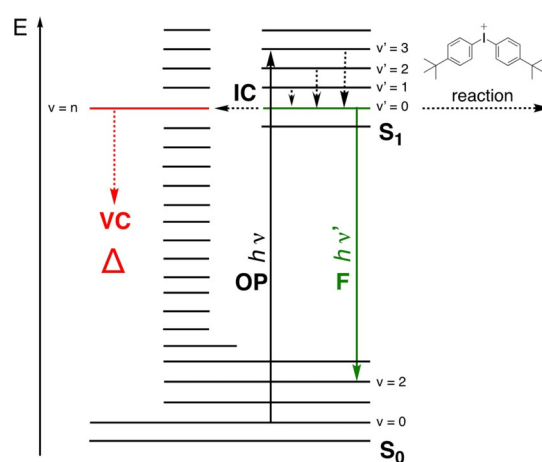 E
v' = 3
v' = 2
v' = 1
v = n
IC
v' = 0
reaction
S1
I
+
VC
Δ
hν
OP
hν'
F
v = 2
v = 0
S0